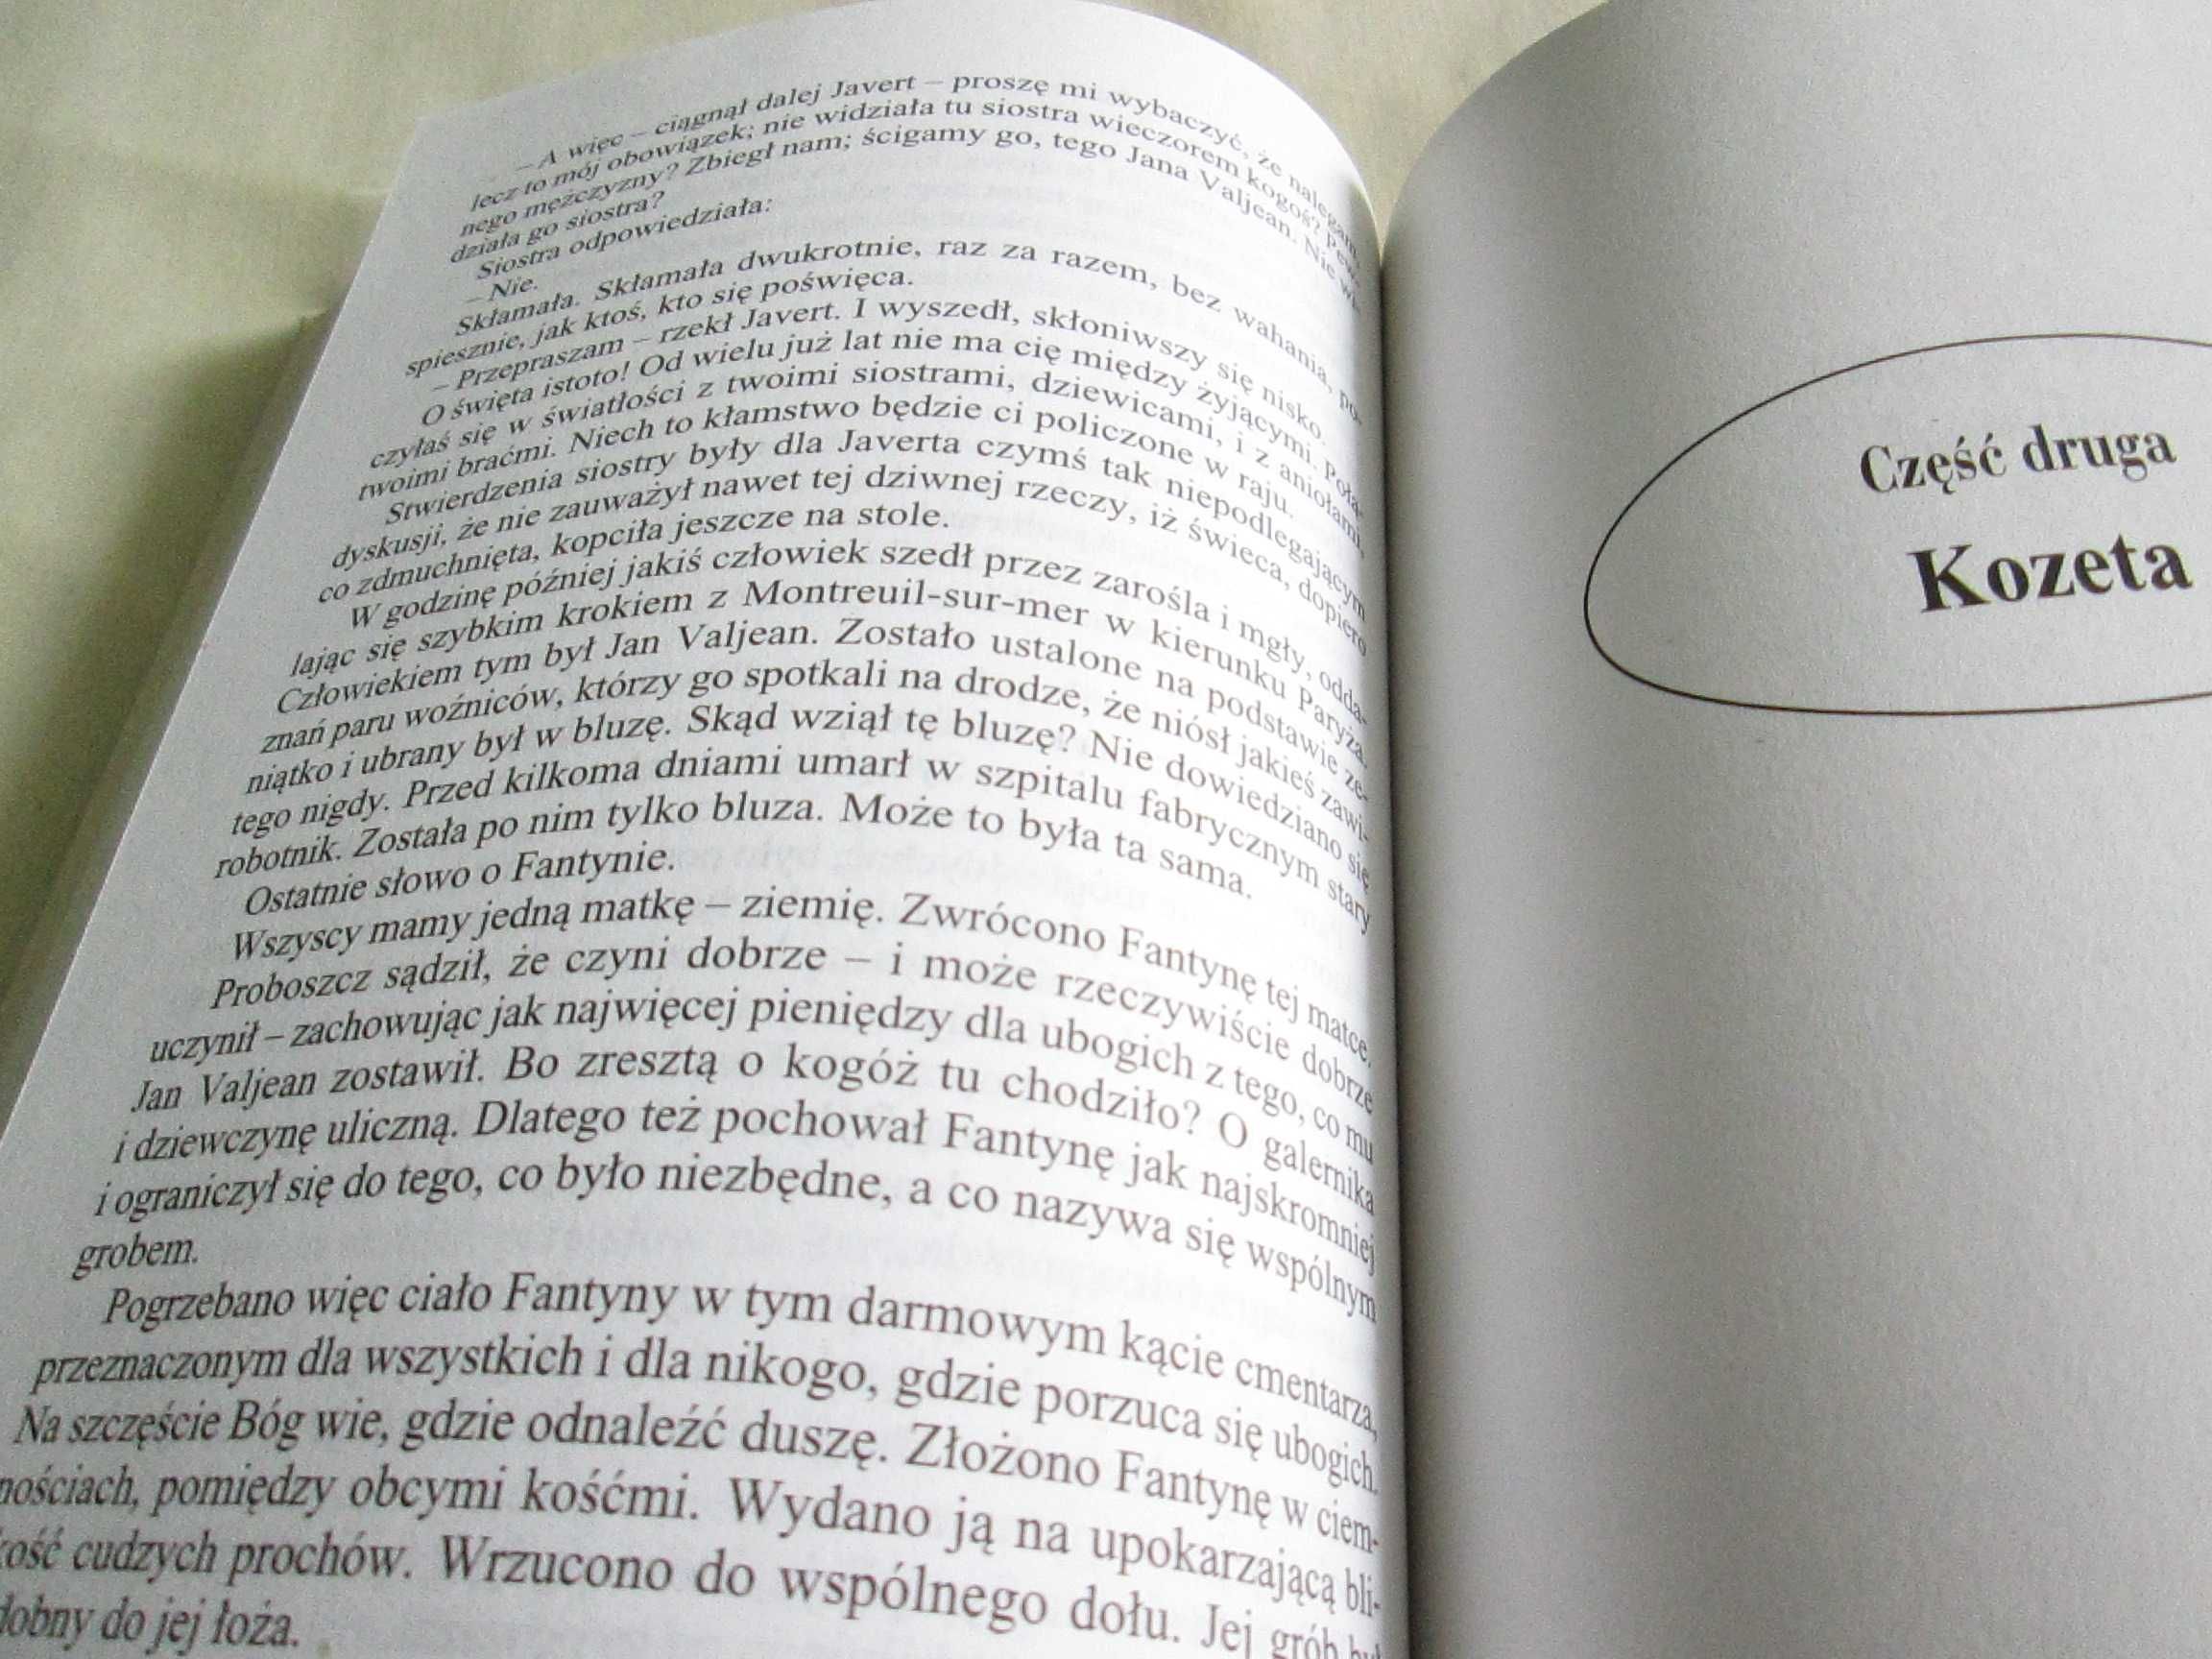 – A więc – ciągnął dalej Javert – proszę mi wybaczyć, że nalegam,
lecz to mój obowiązek; nie widziała tu siostra wieczorem kogoś? Pew-
nego mężczyzny? Zbiegł nam; ścigamy go, tego Jana Valjean. Nie wi-
działa go siostra?
Siostra odpowiedziała:
– Nie.
Skłamała. Skłamała dwukrotnie, raz za razem, bez wahania, po-
spiesznie, jak ktoś, kto się poświęca.
– Przepraszam – rzekł Javert. I wyszedł, skłoniwszy się nisko.
O święta istoto! Od wielu już lat nie ma cię między żyjącymi. Połą-
czyłaś się w światłości z twoimi siostrami, dziewicami, i z aniołami,
twoimi braćmi. Niech to kłamstwo będzie ci policzone w raju.
Stwierdzenia siostry były dla Javerta czymś tak niepodlegającym
dyskusji, że nie zauważył nawet tej dziwnej rzeczy, iż świeca, dopiero
co zdmuchnięta, kopciła jeszcze na stole.
W godzinę później jakiś człowiek szedł przez zarośla i mgły, odda-
lając się szybkim krokiem z Montreuil-sur-mer w kierunku Paryża.
Człowiekiem tym był Jan Valjean. Zostało ustalone na podstawie ze-
znań paru woźniców, którzy go spotkali na drodze, że niósł jakieś zawi-
niątko i ubrany był w bluzę. Skąd wziął tę bluzę? Nie dowiedziano się
tego nigdy. Przed kilkoma dniami umarł w szpitalu fabrycznym stary
robotnik. Została po nim tylko bluza. Może to była ta sama.
Ostatnie słowo o Fantynie.
Wszyscy mamy jedną matkę – ziemię. Zwrócono Fantynę tej matce.
Proboszcz sądził, że czyni dobrze – i może rzeczywiście dobrze
uczynił – zachowując jak najwięcej pieniędzy dla ubogich z tego, co mu
Jan Valjean zostawił. Bo zresztą o kogóż tu chodziło? O galernika
i dziewczynę uliczną. Dlatego też pochował Fantynę jak najskromniej
i ograniczył się do tego, co było niezbędne, a co nazywa się wspólnym
grobem.
Pogrzebano więc ciało Fantyny w tym darmowym kącie cmentarza,
przeznaczonym dla wszystkich i dla nikogo, gdzie porzuca się ubogich.
Na szczęście Bóg wie, gdzie odnaleźć duszę. Złożono Fantynę w ciem-
nościach, pomiędzy obcymi kośćmi. Wydano ją na upokarzającą bli-
kość cudzych prochów. Wrzucono do wspólnego dołu. Jej grób był
dobny do jej łoża.
Część druga
Kozeta